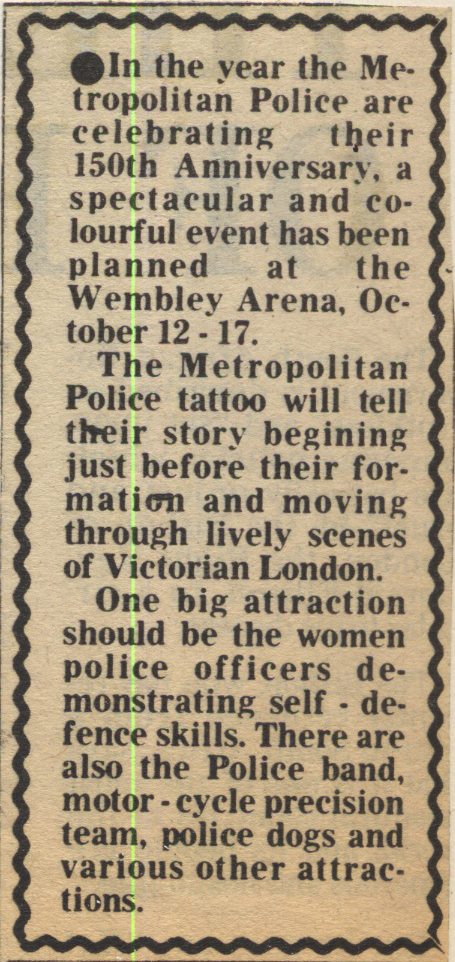 ●In the year the Me-
tropolitan Police are
celebrating their
150th Anniversary, a
spectacular and co-
lourful event has been
planned at the
Wembley Arena, Oc-
tober 12 - 17.
The Metropolitan
Police tattoo will tell
their story begining
just before their for-
mation and moving
through lively scenes
of Victorian London.
One big attraction
should be the women
police officers de-
monstrating self - de-
fence skills. There are
also the Police band,
motor - cycle precision
team, police dogs and
various other attrac-
tions.